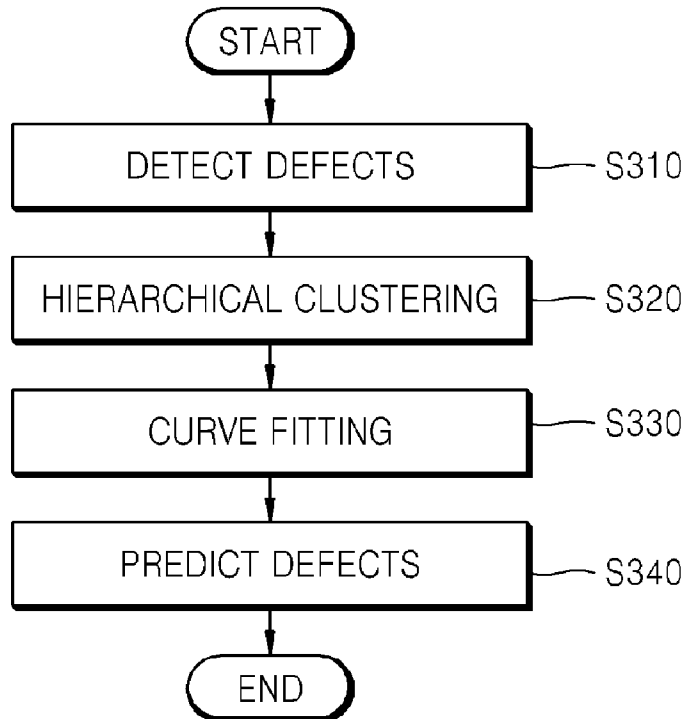 START
DETECT DEFECTS
S310
HIERARCHICAL CLUSTERING
S320
CURVE FITTING
S330
PREDICT DEFECTS
S340
END